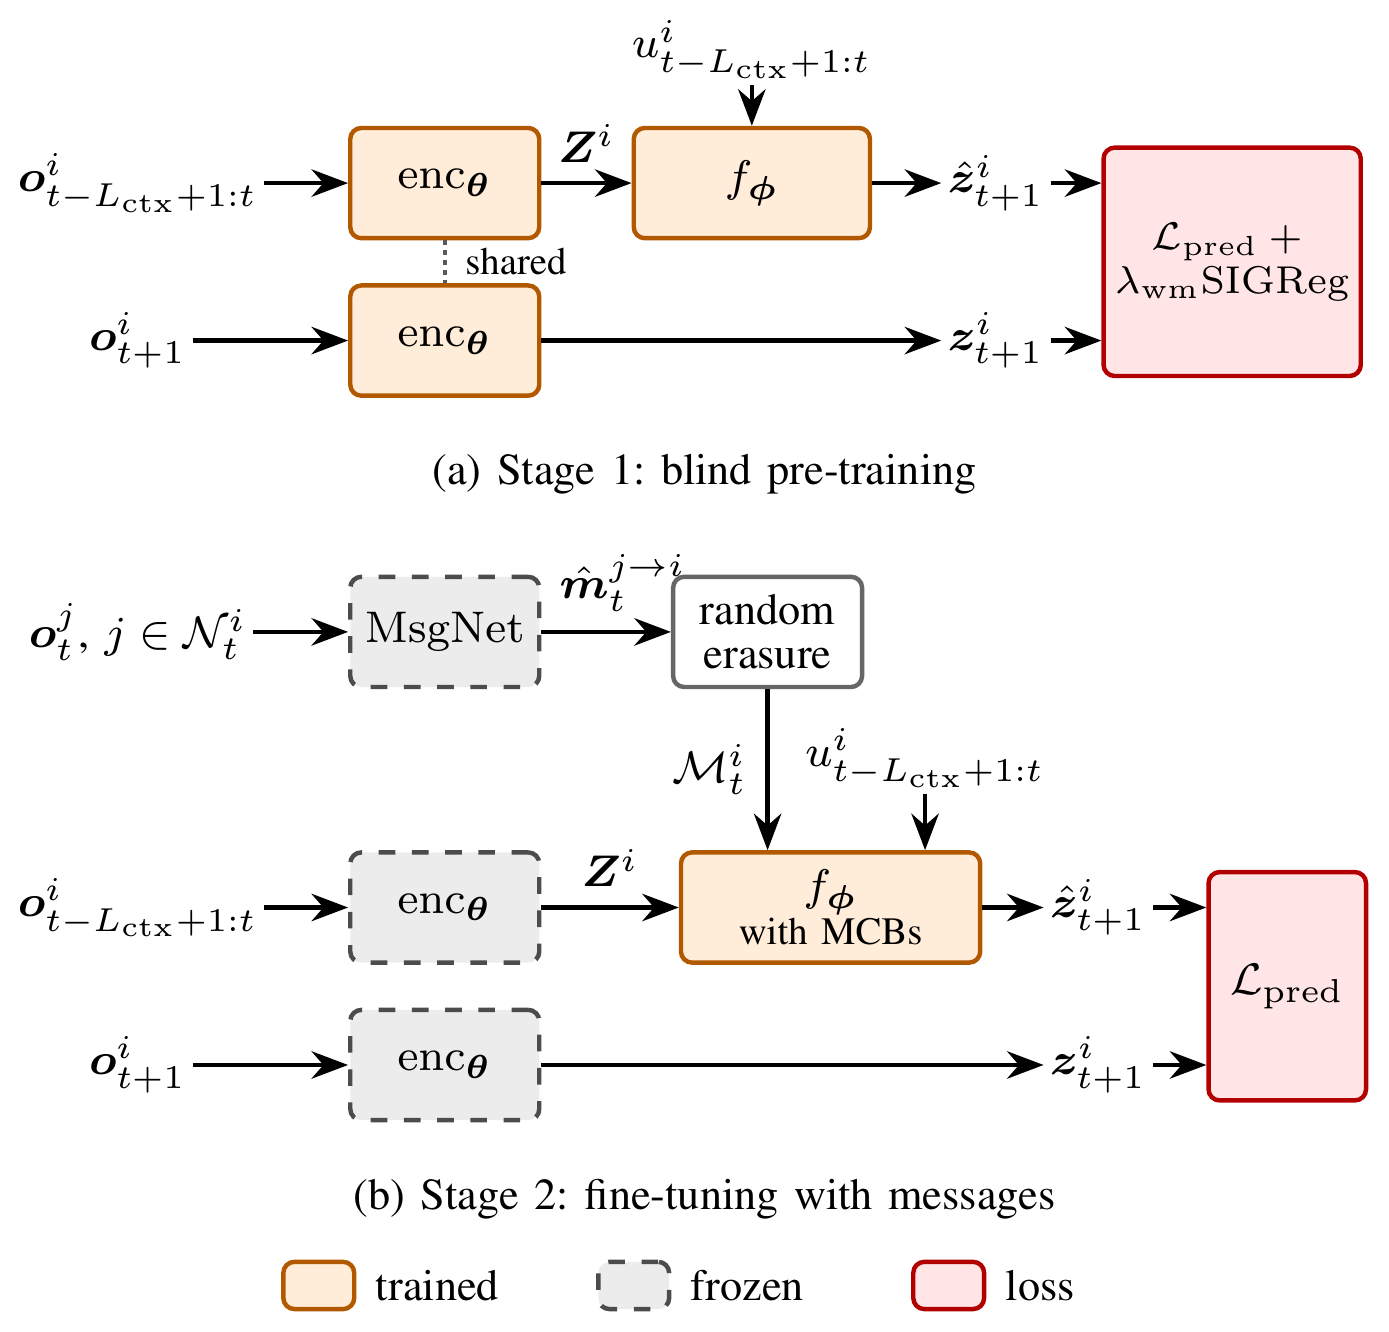 u^i_{t−L_ctx+1:t}
o^i_{t−L_ctx+1:t}
enc_θ
Z^i
f_ϕ
ẑ^i_{t+1}
ℒ_pred +
λ_wm SIGReg
shared
o^i_{t+1}
enc_θ
z^i_{t+1}
(a) Stage 1: blind pre-training
o^j_t, j ∈ 𝒩^i_t
MsgNet
m̂^{j→i}_t
random
erasure
ℳ^i_t
u^i_{t−L_ctx+1:t}
o^i_{t−L_ctx+1:t}
enc_θ
Z^i
f_ϕ
with MCBs
ẑ^i_{t+1}
ℒ_pred
o^i_{t+1}
enc_θ
z^i_{t+1}
(b) Stage 2: fine-tuning with messages
trained
frozen
loss